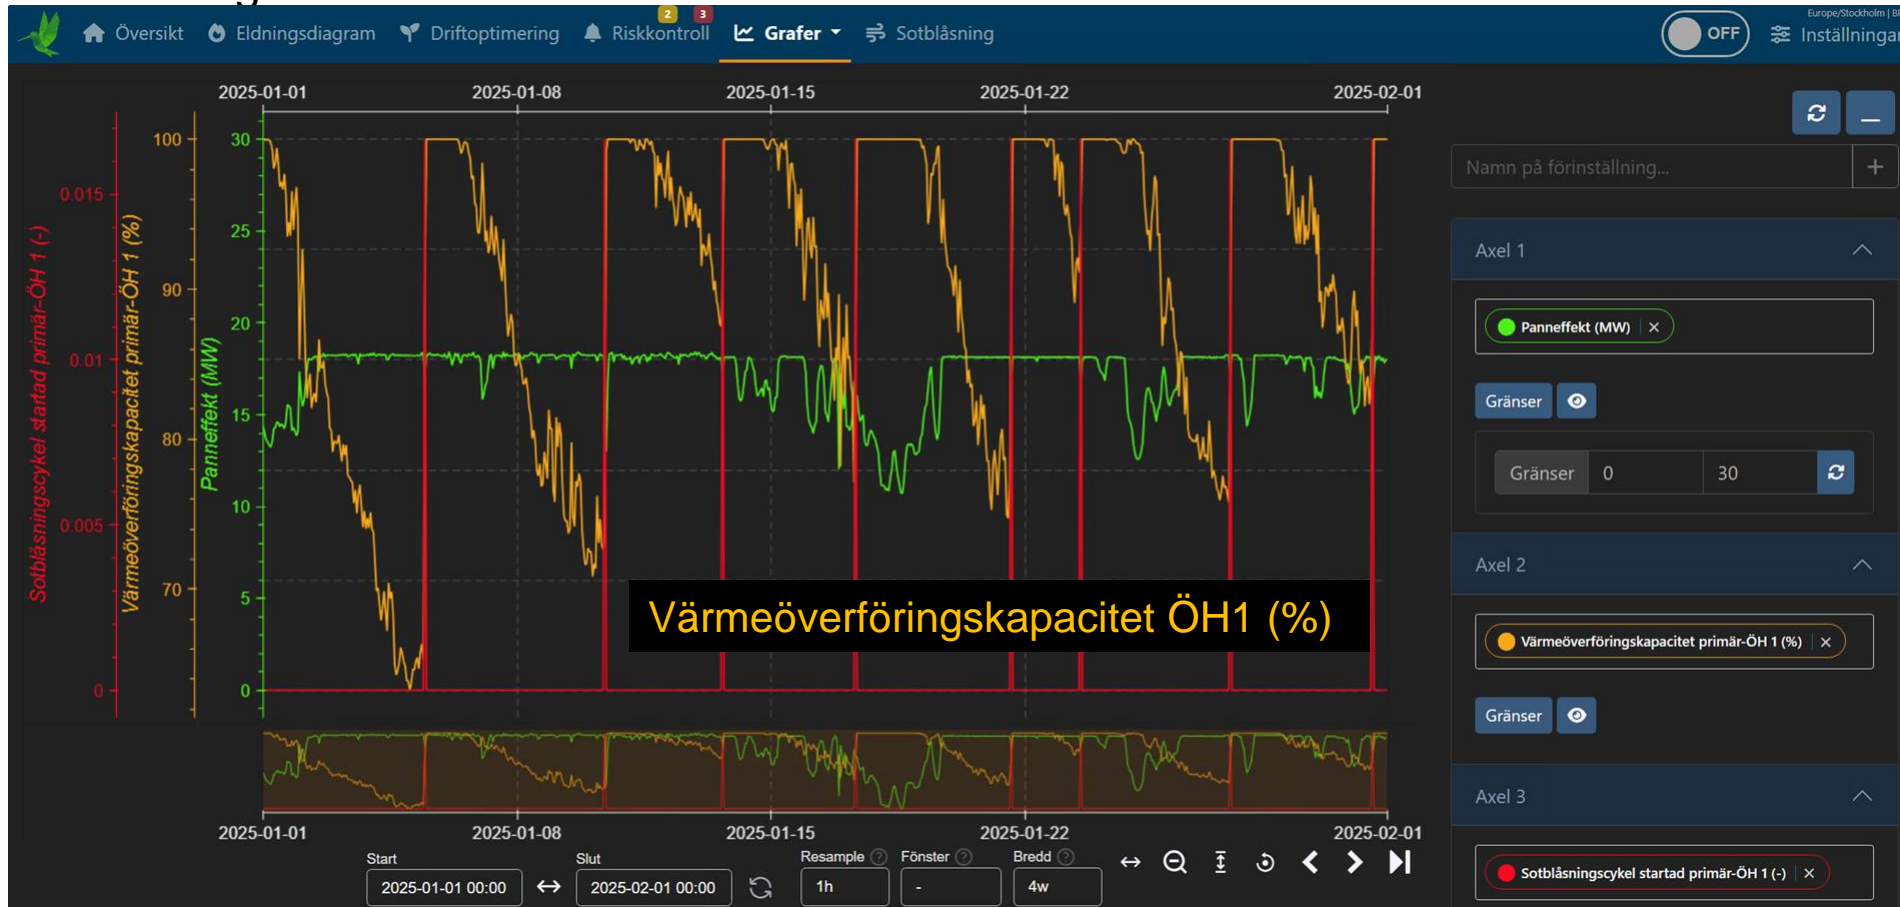 Översikt
Eldningsdiagram
Driftoptimering
2
3
Riskkontroll
Grafer
Sotblåsning
OFF
Europe/Stockholm | BP
Inställningar
2025-01-01
2025-01-08
2025-01-15
2025-01-22
2025-02-01
Sotblåsningscykel startad primär-ÖH 1 (-)
0.015
0.01
0.005
0
Värmeöverföringskapacitet primär-ÖH 1 (%)
100
90
80
70
Panneffekt (MW)
30
25
20
15
10
5
0
Värmeöverföringskapacitet ÖH1 (%)
2025-01-01
2025-01-08
2025-01-15
2025-01-22
2025-02-01
Start
2025-01-01 00:00
Slut
2025-02-01 00:00
Resample ?
1h
Fönster ?
-
Bredd ?
4w
Namn på förinställning...
+
Axel 1
Panneffekt (MW) ×
Gränser
Gränser 0 30
Axel 2
Värmeöverföringskapacitet primär-ÖH 1 (%) ×
Gränser
Axel 3
Sotblåsningscykel startad primär-ÖH 1 (-) ×